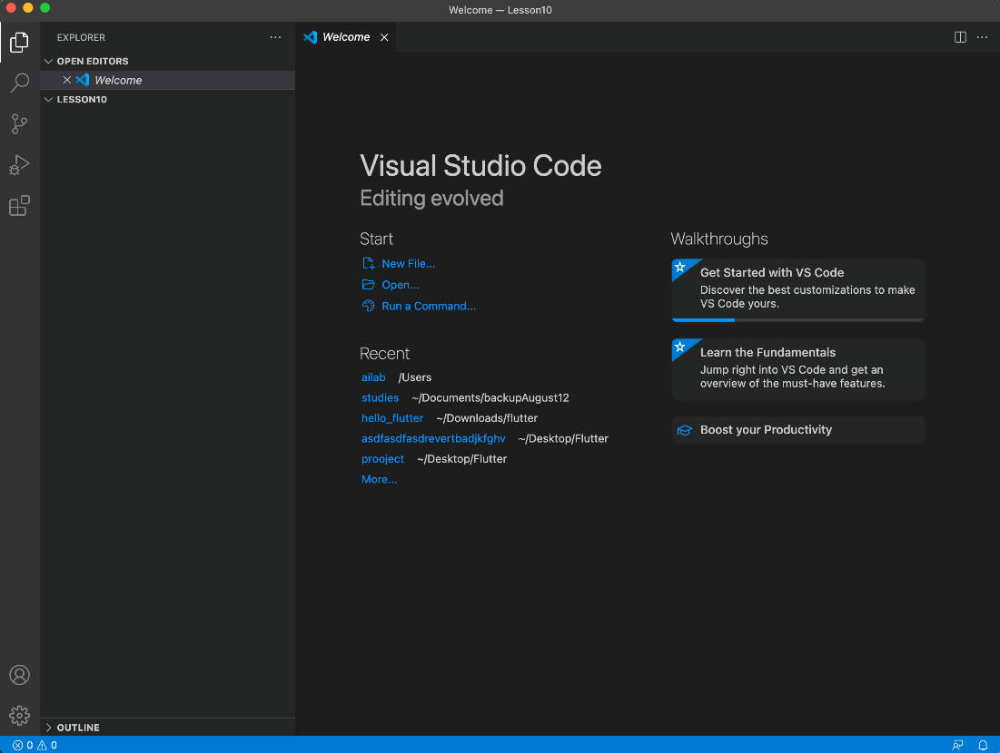 Welcome — Lesson10
EXPLORER
OPEN EDITORS
Welcome
LESSON10
OUTLINE
Welcome
Visual Studio Code
Editing evolved
Start
New File...
Open...
Run a Command...
Recent
ailab /Users
studies ~/Documents/backupAugust12
hello_flutter ~/Downloads/flutter
asdfasdfasdrevertbadjkfghv ~/Desktop/Flutter
prooject ~/Desktop/Flutter
More...
Walkthroughs
Get Started with VS Code
Discover the best customizations to make
VS Code yours.
Learn the Fundamentals
Jump right into VS Code and get an
overview of the must-have features.
Boost your Productivity
0 0